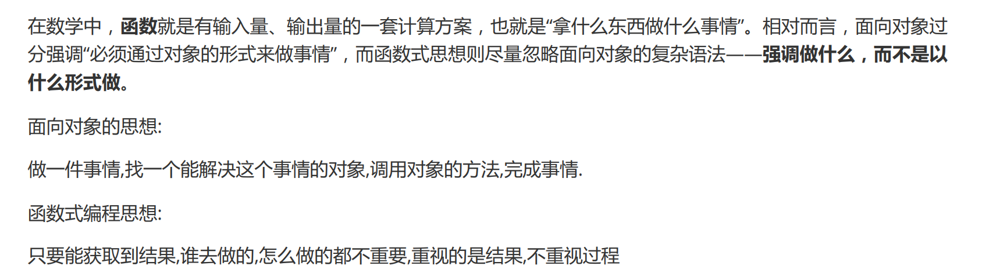 在数学中，函数就是有输入量、输出量的一套计算方案，也就是“拿什么东西做什么事情”。相对而言，面向对象过
分强调“必须通过对象的形式来做事情”，而函数式思想则尽量忽略面向对象的复杂语法——强调做什么，而不是以
什么形式做。
面向对象的思想:
做一件事情,找一个能解决这个事情的对象,调用对象的方法,完成事情.
函数式编程思想:
只要能获取到结果,谁去做的,怎么做的都不重要,重视的是结果,不重视过程